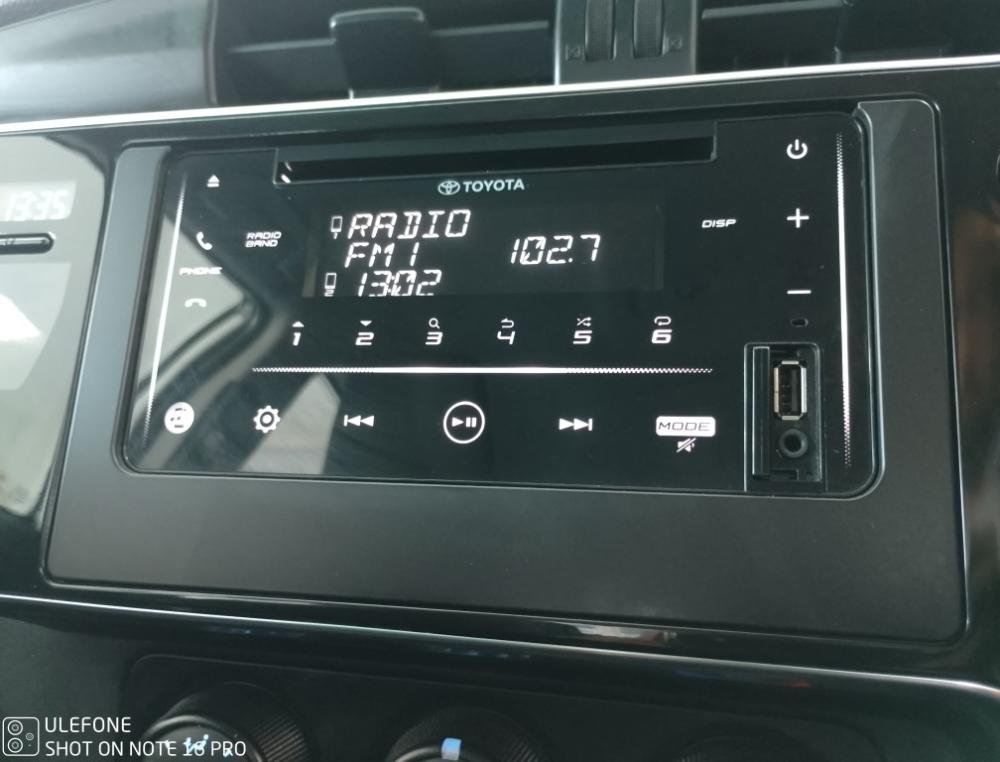 13:35
TOYOTA
RADIO
FM1 102.7
13:02
RADIO
BAND
PHONE
DISP
1 2 3 4 5 6
MODE
ULEFONE
SHOT ON NOTE 18 PRO